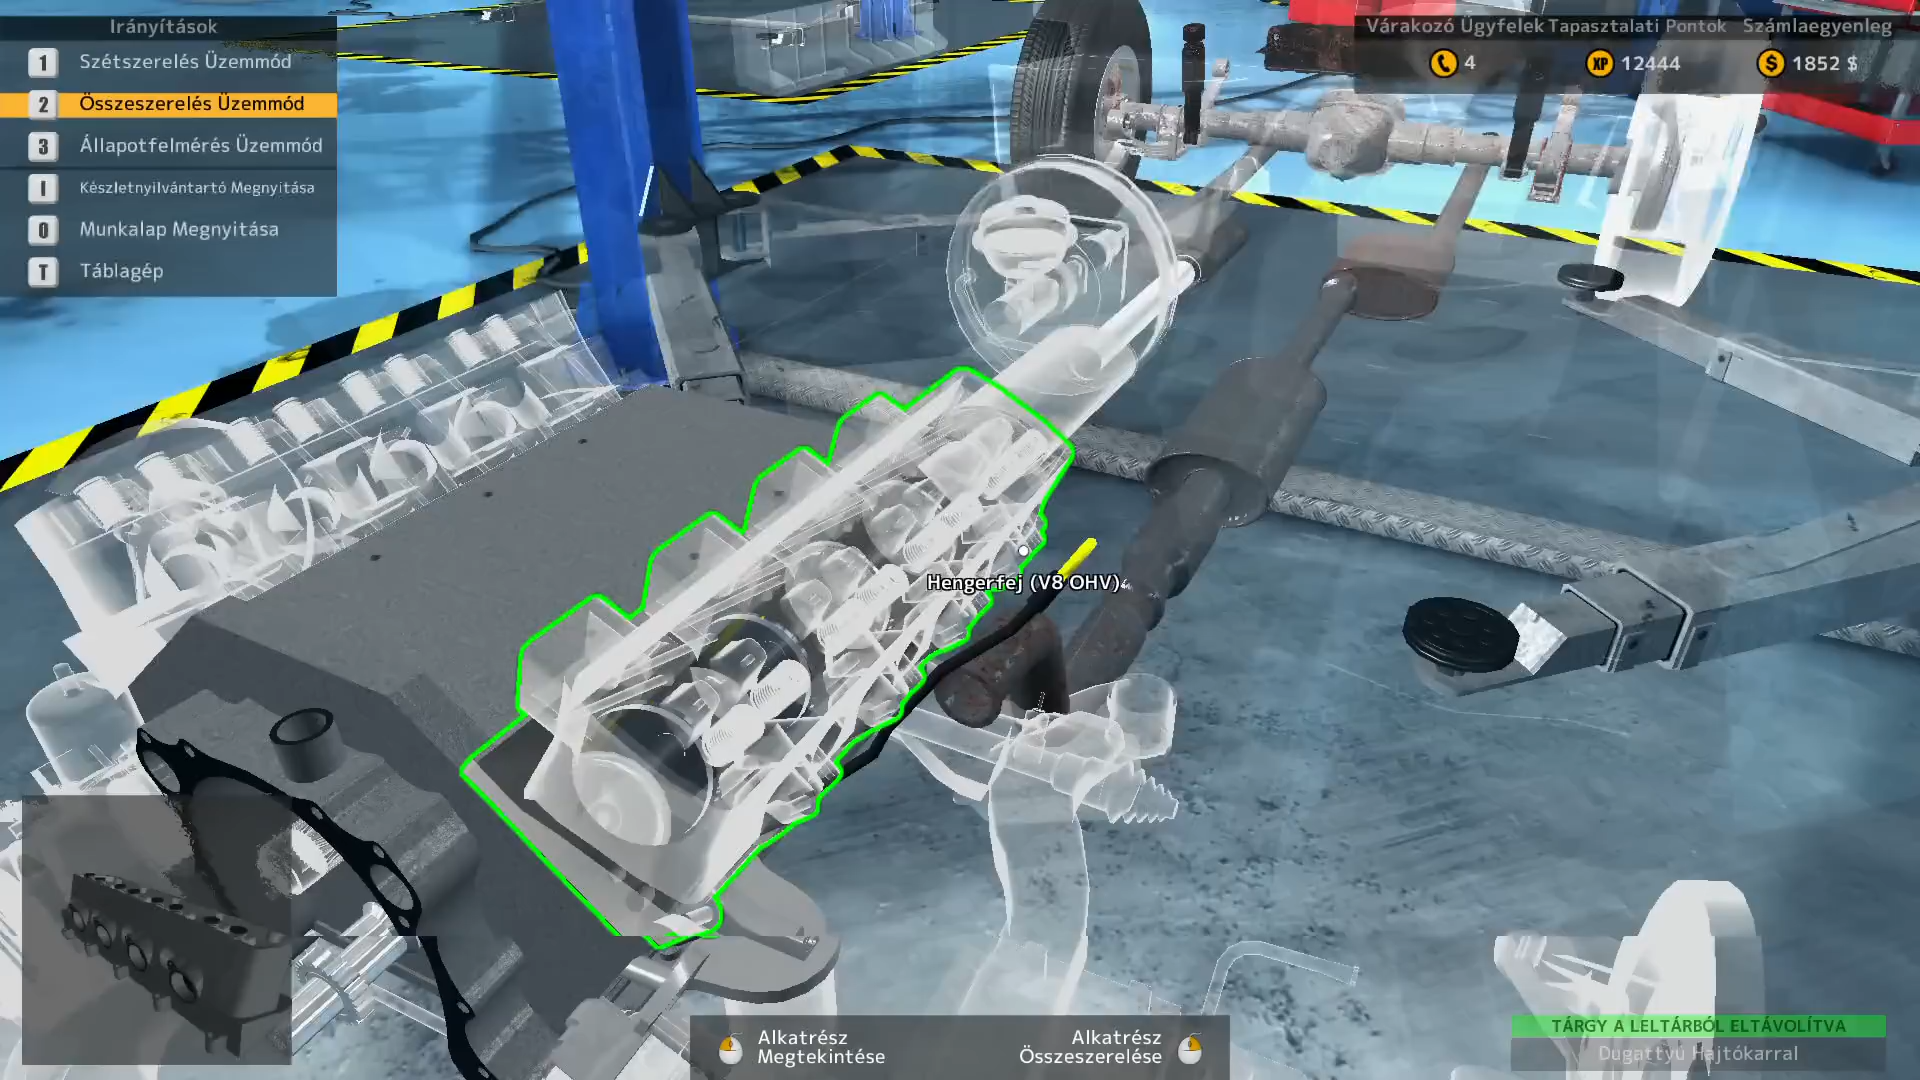 Irányítások
1 Szétszerelés Üzemmód
2 Összeszerelés Üzemmód
3 Állapotfelmérés Üzemmód
I Készletnyilvántartó Megnyitása
O Munkalap Megnyitása
T Táblagép
Várakozó Ügyfelek Tapasztalati Pontok Számlaegyenleg
4 XP 12444 $ 1852 $
Hengerfej (V8 OHV)
Alkatrész
Megtekintése
Alkatrész
Összeszerelése
TÁRGY A LELTÁRBÓL ELTÁVOLÍTVA
Dugattyú Hajtókarral